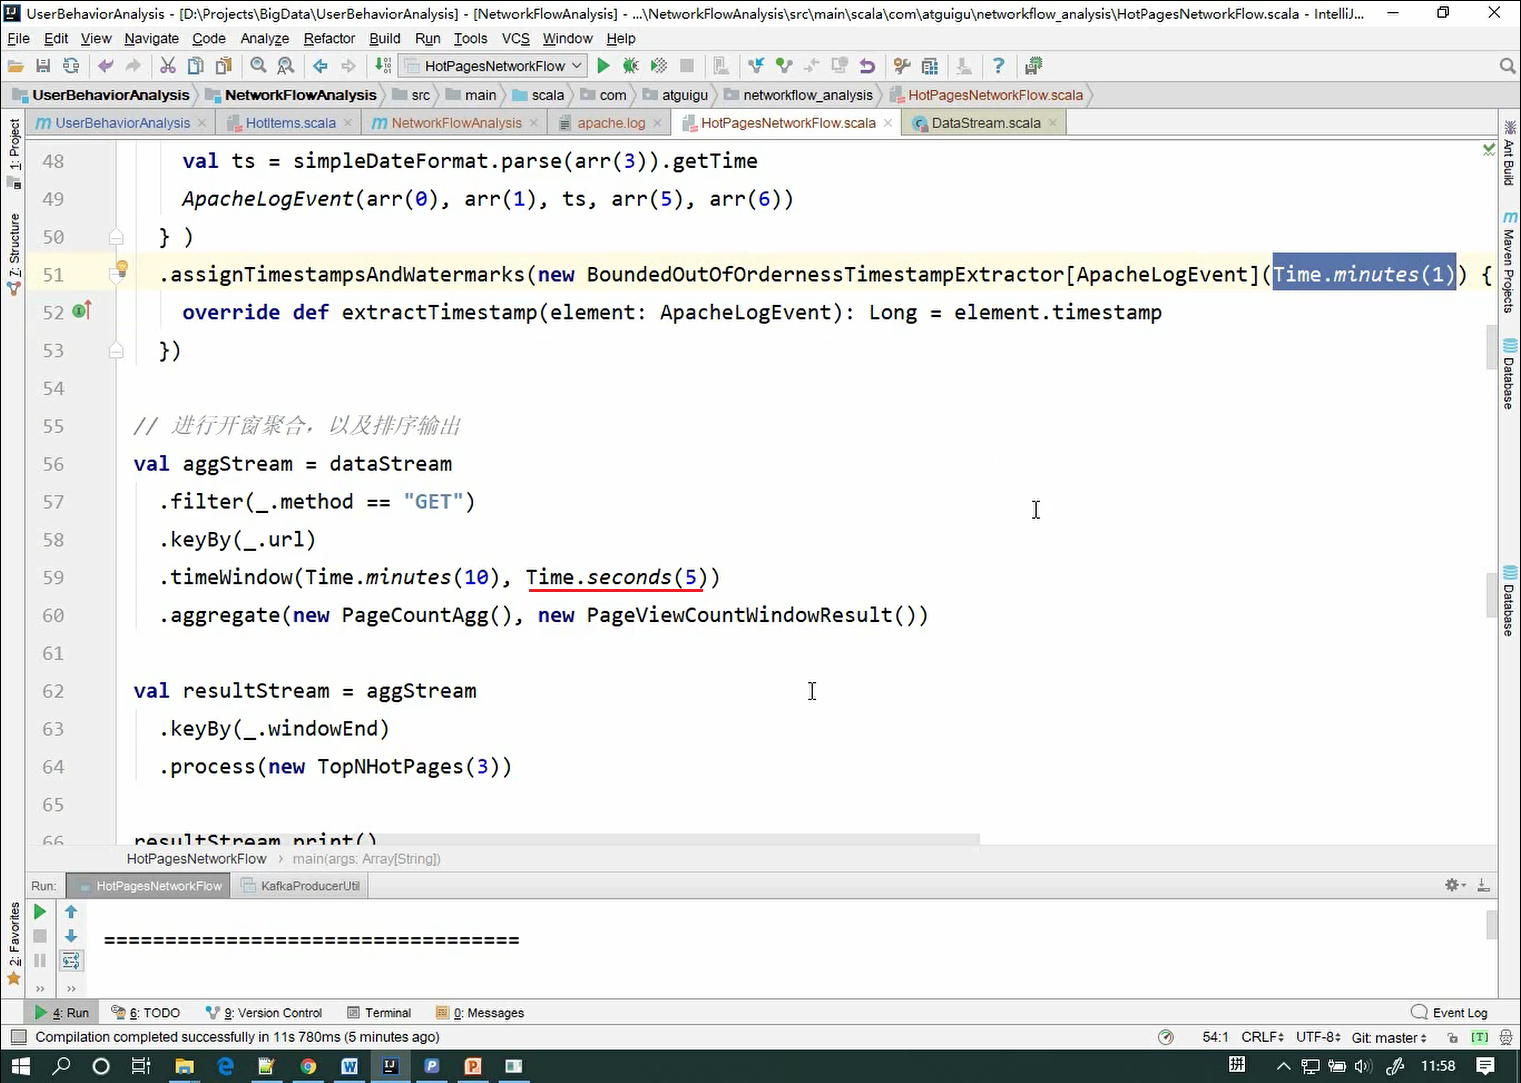 UserBehaviorAnalysis - [D:\Projects\BigData\UserBehaviorAnalysis] - [NetworkFlowAnalysis] - ...\NetworkFlowAnalysis\src\main\scala\com\atguigu\networkflow_analysis\HotPagesNetworkFlow.scala - IntelliJ...
File Edit View Navigate Code Analyze Refactor Build Run Tools VCS Window Help
HotPagesNetworkFlow
UserBehaviorAnalysis NetworkFlowAnalysis src main scala com atguigu networkflow_analysis HotPagesNetworkFlow.scala
UserBehaviorAnalysis HotItems.scala NetworkFlowAnalysis apache.log HotPagesNetworkFlow.scala DataStream.scala
1: Project
7: Structure
2: Favorites
Ant Build
Maven Projects
Database
Database
48 val ts = simpleDateFormat.parse(arr(3)).getTime
49 ApacheLogEvent(arr(0), arr(1), ts, arr(5), arr(6))
50 } )
51 .assignTimestampsAndWatermarks(new BoundedOutOfOrdernessTimestampExtractor[ApacheLogEvent](Time.minutes(1)) {
52 override def extractTimestamp(element: ApacheLogEvent): Long = element.timestamp
53 })
54
55 // 进行开窗聚合，以及排序输出
56 val aggStream = dataStream
57 .filter(_.method == "GET")
58 .keyBy(_.url)
59 .timeWindow(Time.minutes(10), Time.seconds(5))
60 .aggregate(new PageCountAgg(), new PageViewCountWindowResult())
61
62 val resultStream = aggStream
63 .keyBy(_.windowEnd)
64 .process(new TopNHotPages(3))
65
66 resultStream.print()
HotPagesNetworkFlow › main(args: Array[String])
Run: HotPagesNetworkFlow KafkaProducerUtil
==================================
4: Run 6: TODO 9: Version Control Terminal 0: Messages Event Log
Compilation completed successfully in 11s 780ms (5 minutes ago) 54:1 CRLF UTF-8 Git: master [T]
拼 11:58